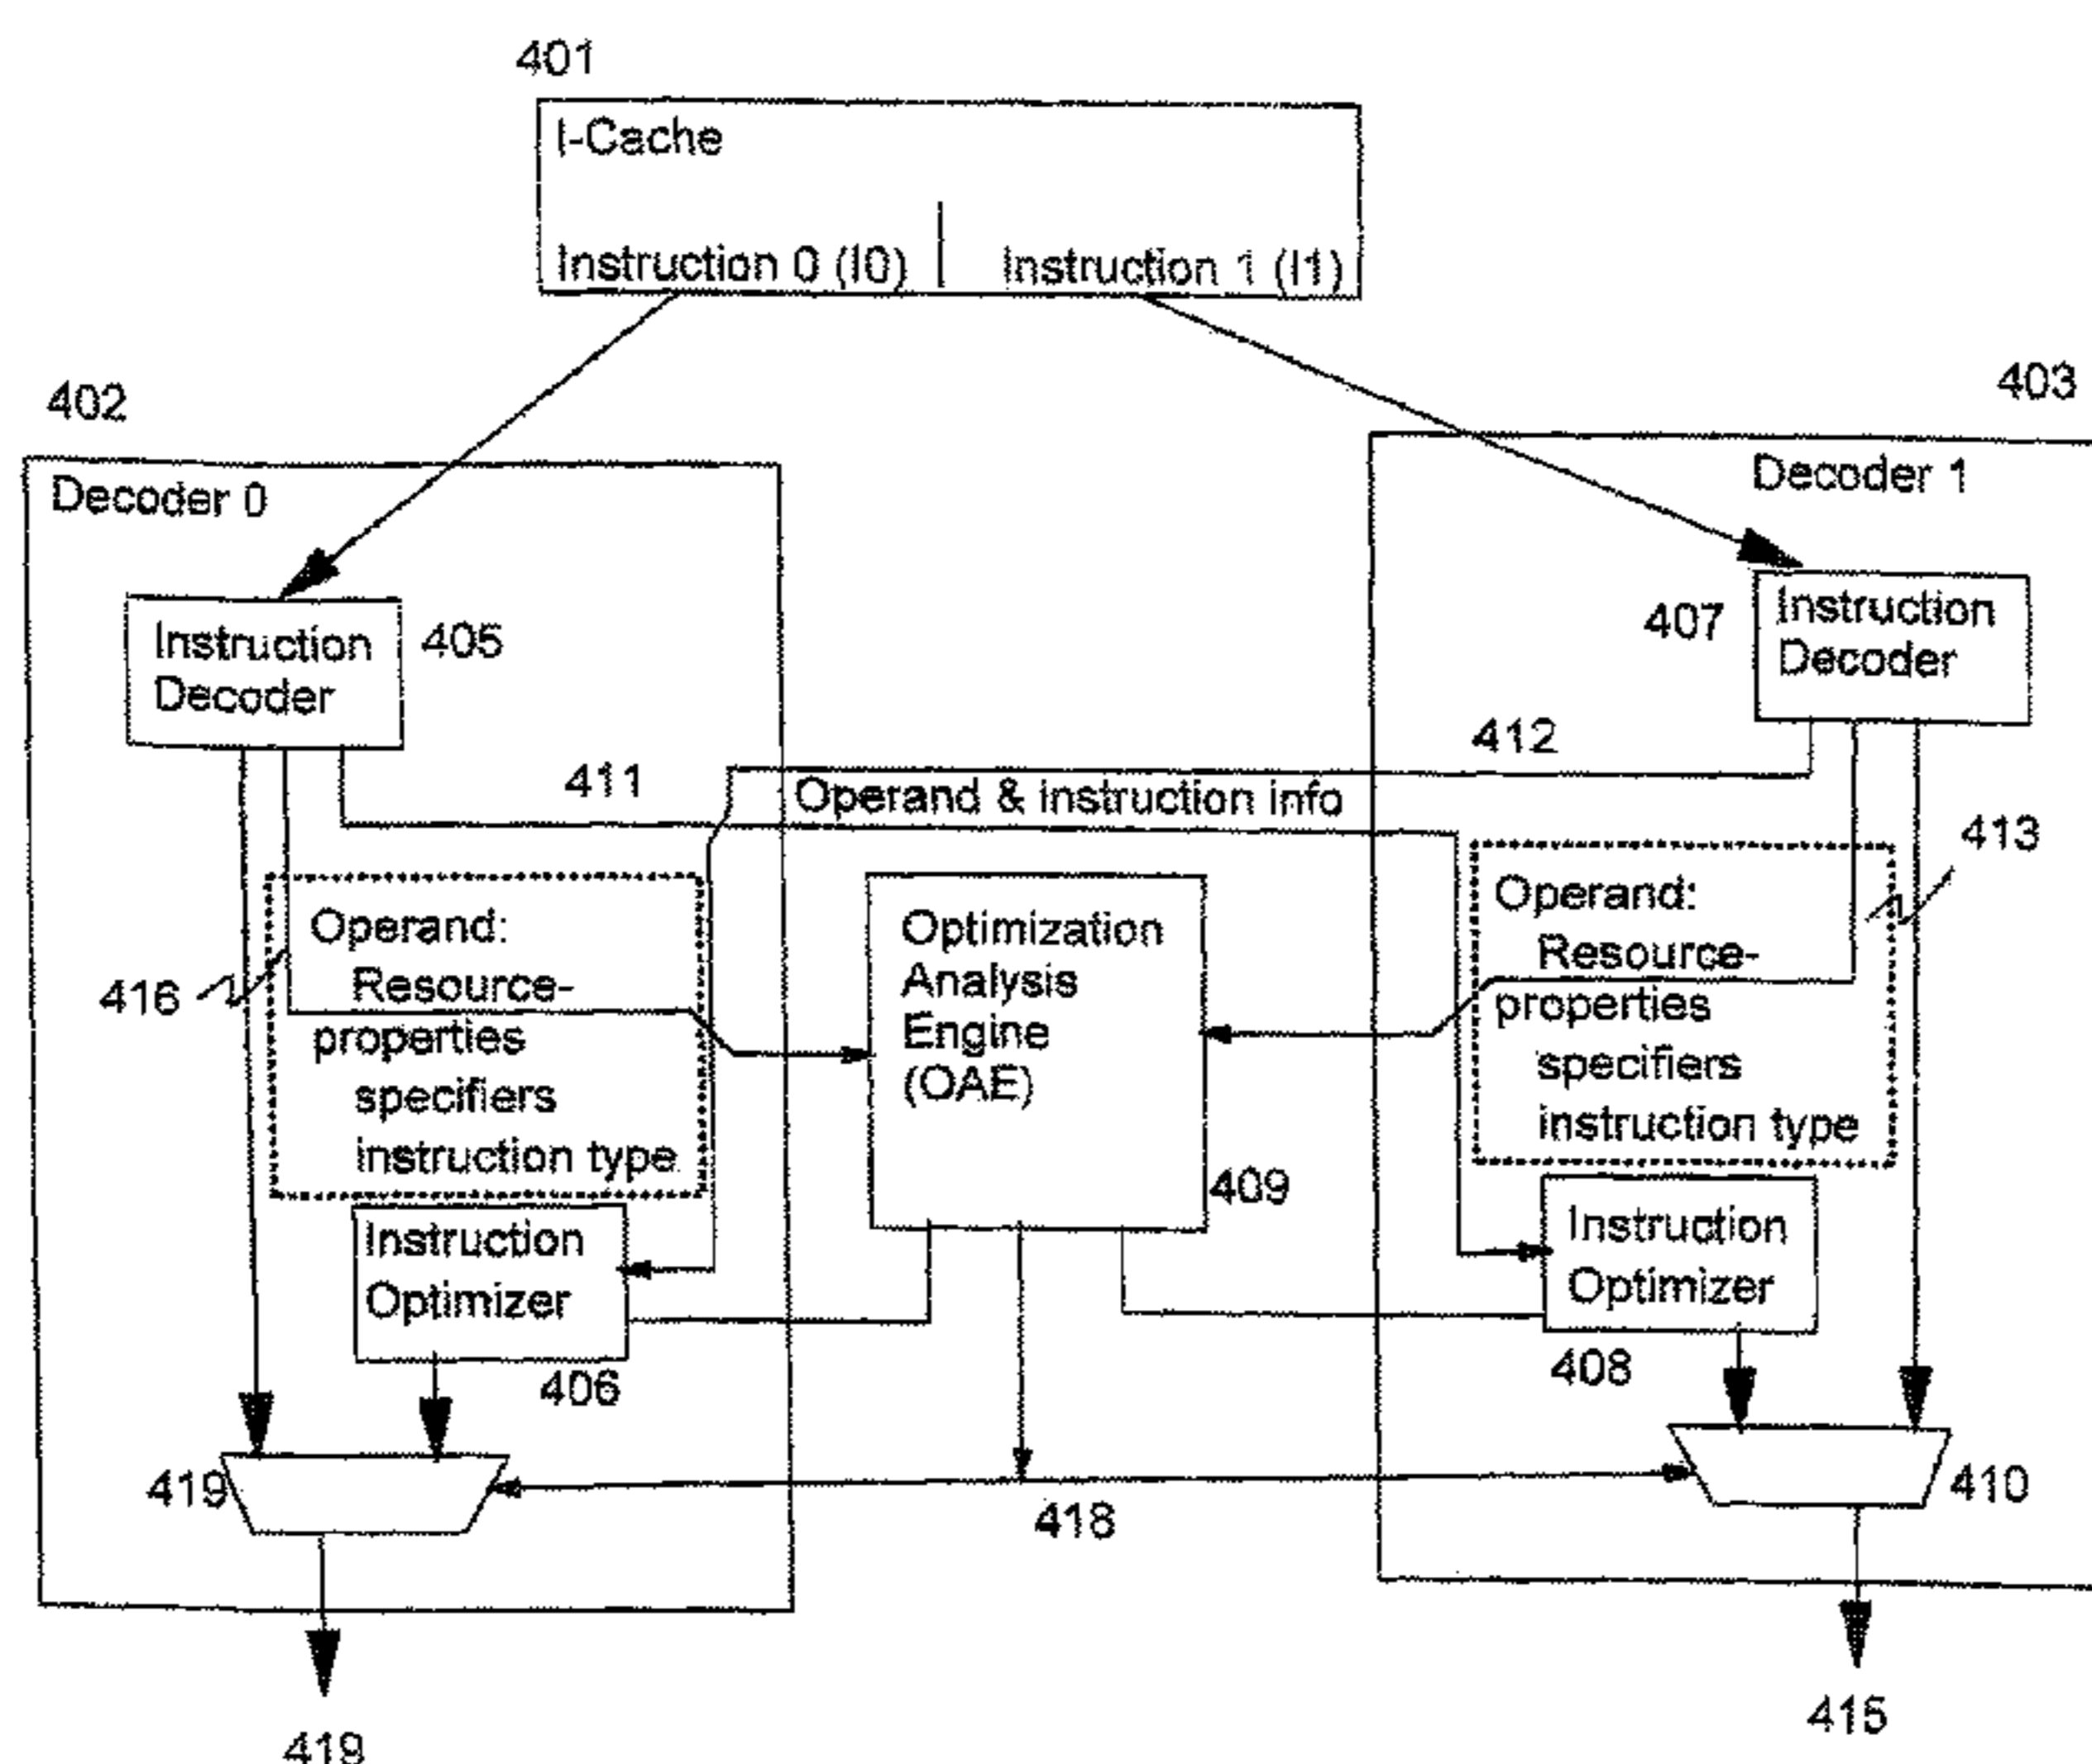 401
I-Cache
Instruction 0 (I0)
Instruction 1 (I1)
402
403
Decoder 0
Decoder 1
Instruction
Decoder
405
407
Instruction
Decoder
412
411
Operand & instruction info
413
Operand:
Resource-
properties
specifiers
instruction type
416
Optimization
Analysis
Engine
(OAE)
Operand:
Resource-
properties
specifiers
instruction type
409
Instruction
Optimizer
406
Instruction
Optimizer
408
419
418
410
419
415